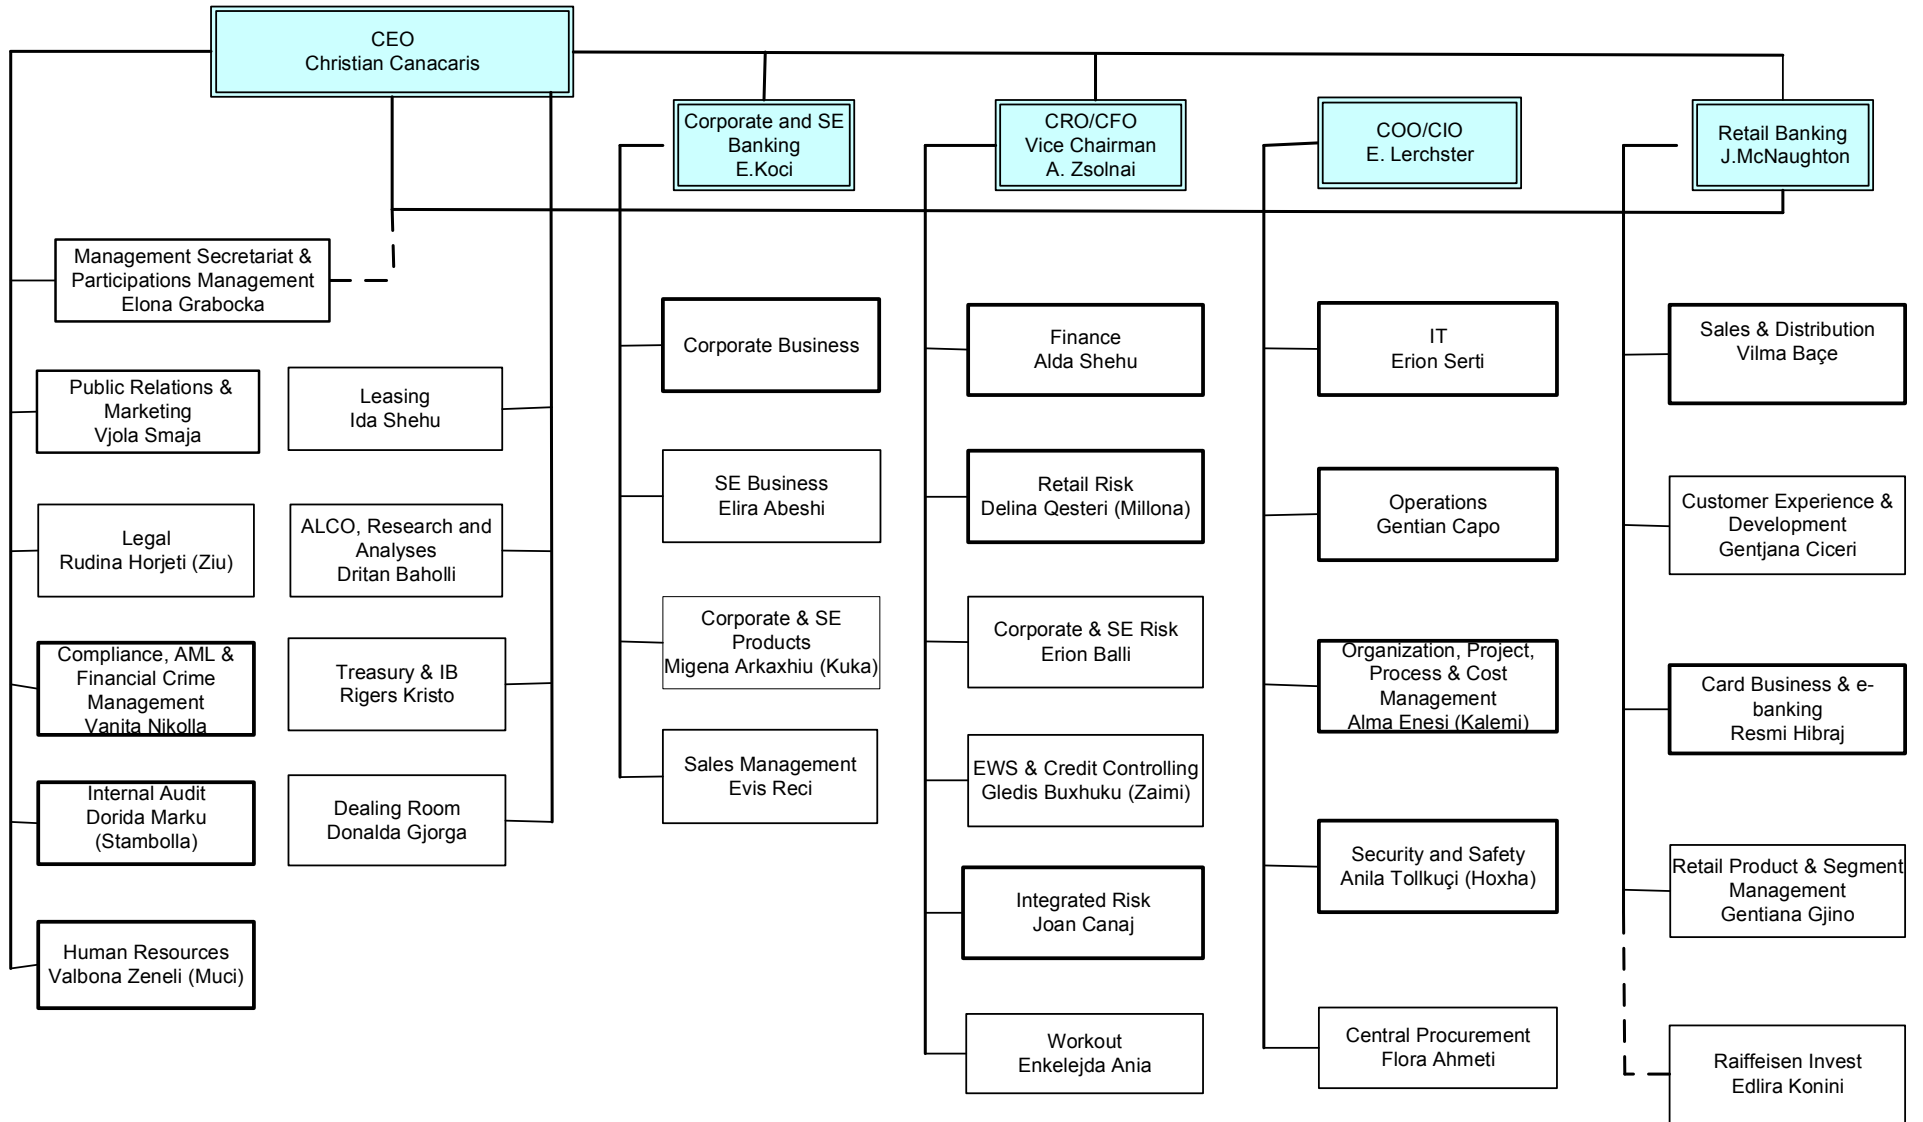 CEO
Christian Canacaris
Corporate and SE
Banking
E.Koci
CRO/CFO
Vice Chairman
A. Zsolnai
COO/CIO
E. Lerchster
Retail Banking
J.McNaughton
Management Secretariat &
Participations Management
Elona Grabocka
Public Relations &
Marketing
Vjola Smaja
Legal
Rudina Horjeti (Ziu)
Compliance, AML &
Financial Crime
Management
Vanita Nikolla
Internal Audit
Dorida Marku
(Stambolla)
Human Resources
Valbona Zeneli (Muci)
Leasing
Ida Shehu
ALCO, Research and
Analyses
Dritan Baholli
Treasury & IB
Rigers Kristo
Dealing Room
Donalda Gjorga
Corporate Business
SE Business
Elira Abeshi
Corporate & SE
Products
Migena Arkaxhiu (Kuka)
Sales Management
Evis Reci
Finance
Alda Shehu
Retail Risk
Delina Qesteri (Millona)
Corporate & SE Risk
Erion Balli
EWS & Credit Controlling
Gledis Buxhuku (Zaimi)
Integrated Risk
Joan Canaj
Workout
Enkelejda Ania
IT
Erion Serti
Operations
Gentian Capo
Organization, Project,
Process & Cost
Management
Alma Enesi (Kalemi)
Security and Safety
Anila Tollkuçi (Hoxha)
Central Procurement
Flora Ahmeti
Sales & Distribution
Vilma Baçe
Customer Experience &
Development
Gentjana Ciceri
Card Business & e-
banking
Resmi Hibraj
Retail Product & Segment
Management
Gentiana Gjino
Raiffeisen Invest
Edlira Konini